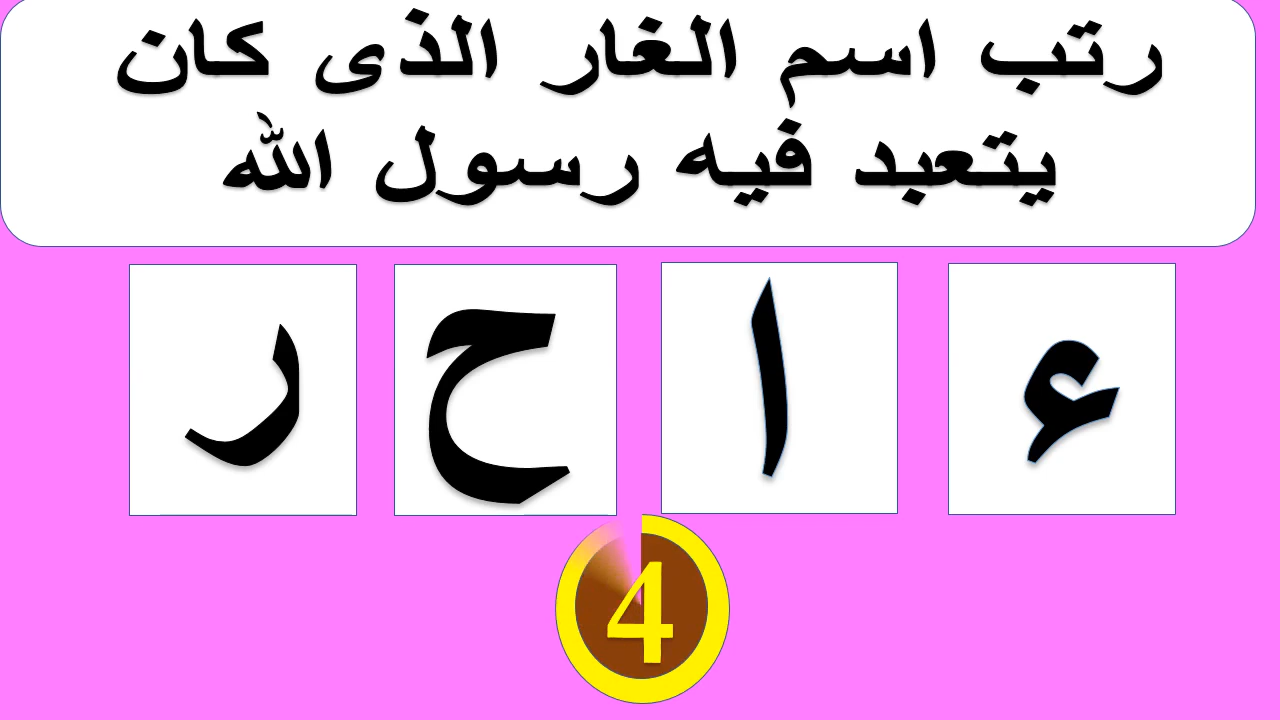 رتب اسم الغار الذى كان
يتعبد فيه رسول الله
ء ا ح ر
4